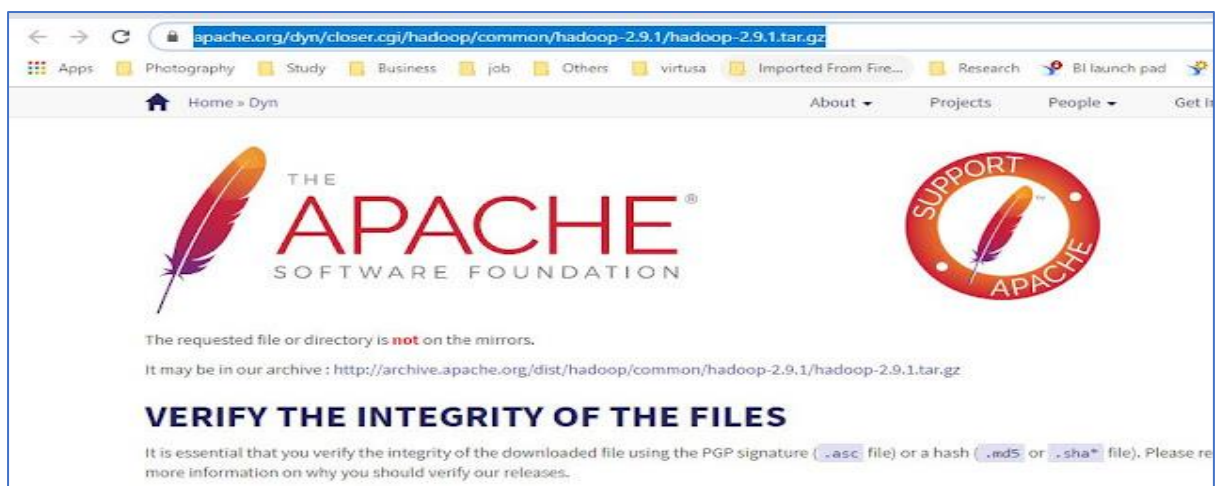 apache.org/dyn/closer.cgi/hadoop/common/hadoop-2.9.1/hadoop-2.9.1.tar.gz
Apps Photography Study Business job Others virtusa Imported From Fire... Research BI launch pad
Home » Dyn About Projects People Get
THE
APACHE®
SOFTWARE FOUNDATION
SUPPORT
APACHE
™
The requested file or directory is not on the mirrors.
It may be in our archive : http://archive.apache.org/dist/hadoop/common/hadoop-2.9.1/hadoop-2.9.1.tar.gz
VERIFY THE INTEGRITY OF THE FILES
It is essential that you verify the integrity of the downloaded file using the PGP signature ( .asc file) or a hash ( .md5 or .sha* file). Please re
more information on why you should verify our releases.